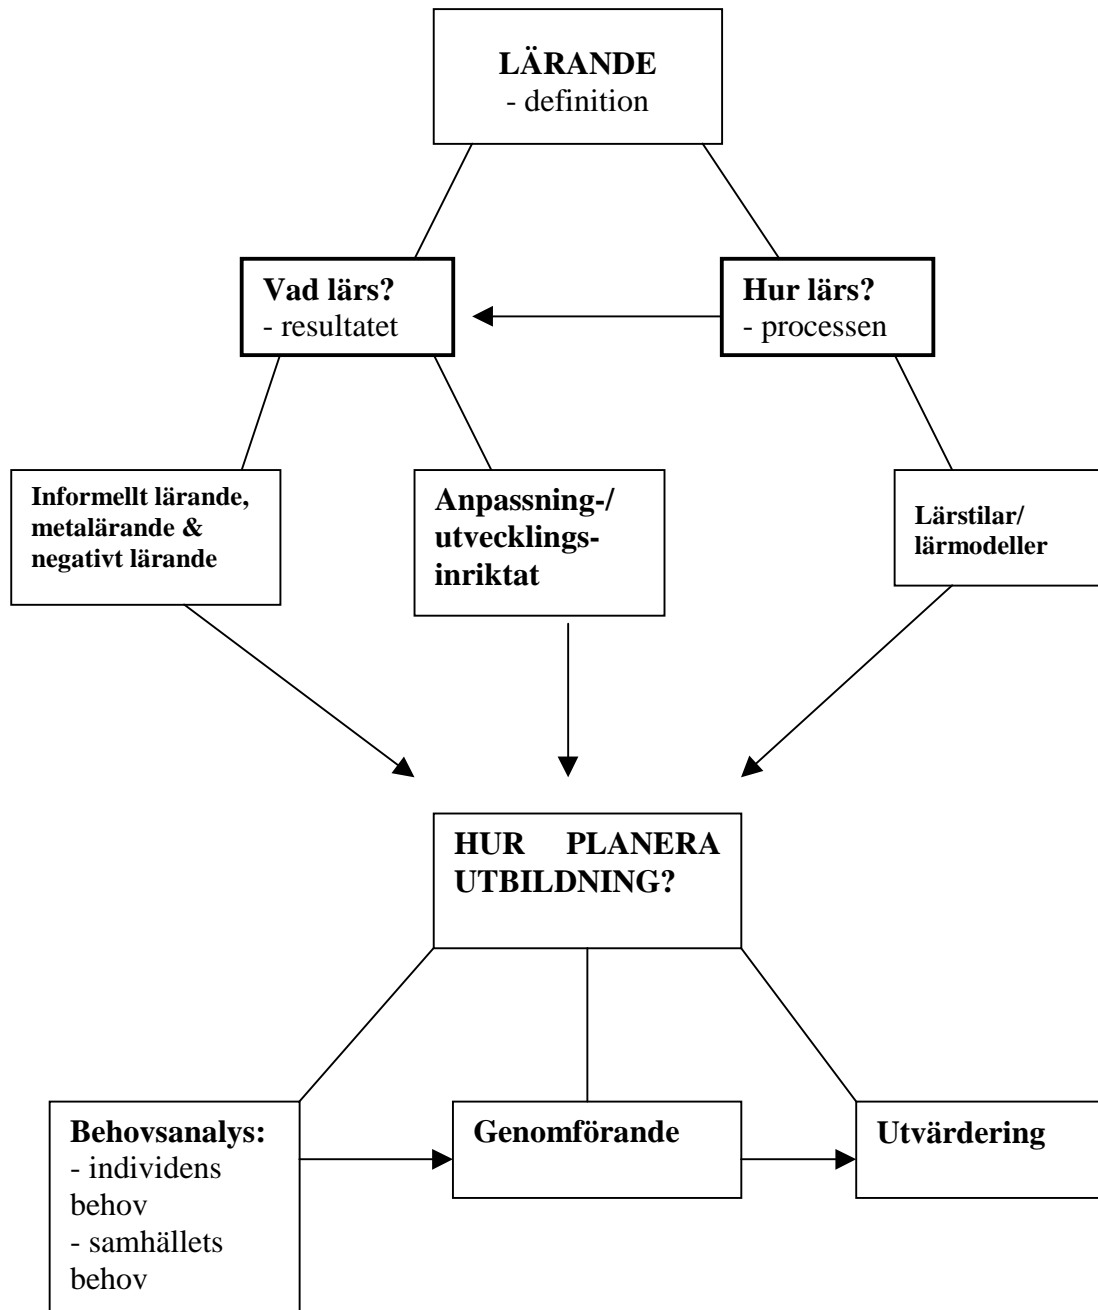 LÄRANDE
- definition
Vad lärs?
- resultatet
Hur lärs?
- processen
Informellt lärande,
metalärande &
negativt lärande
Anpassning-/
utvecklings-
inriktat
Lärstilar/
lärmodeller
HUR PLANERA
UTBILDNING?
Behovsanalys:
- individens
behov
- samhällets
behov
Genomförande
Utvärdering